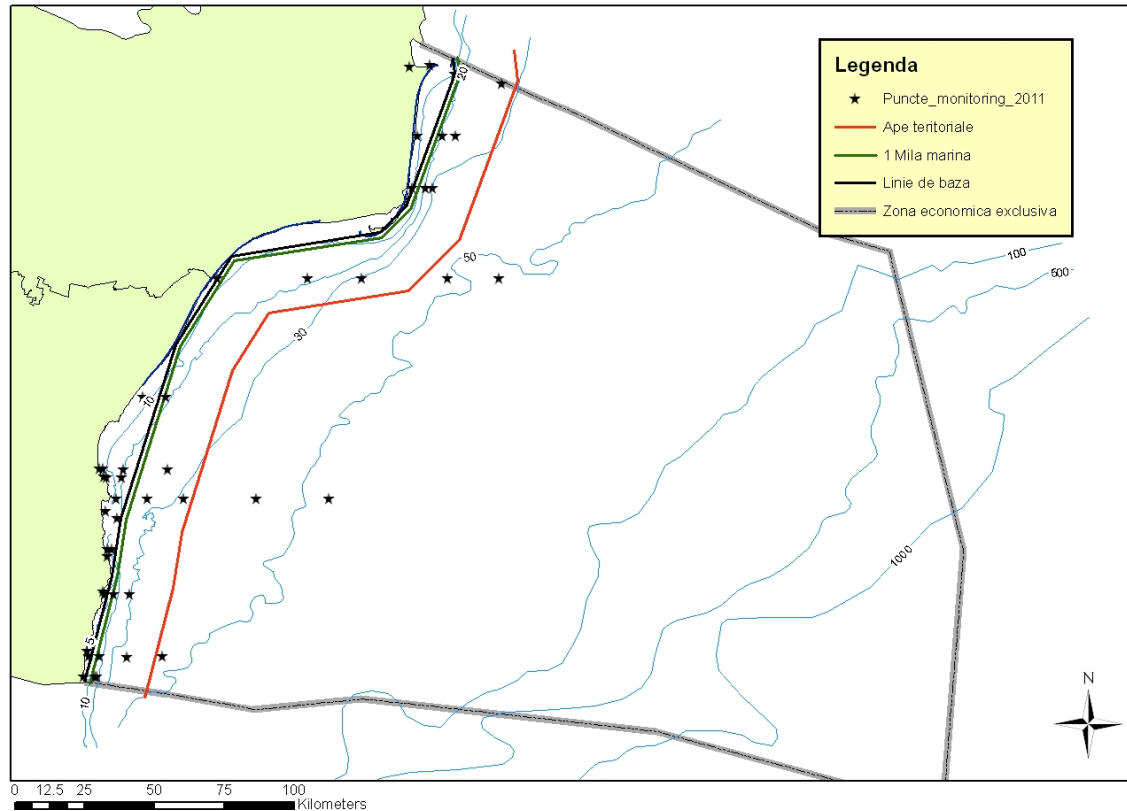 Legenda
Puncte_monitoring_2011
Ape teritoriale
1 Mila marina
Linie de baza
Zona economica exclusiva
20
50
100
500
30
10
1000
5
10
N
0 12.5 25 50 75 100
Kilometers